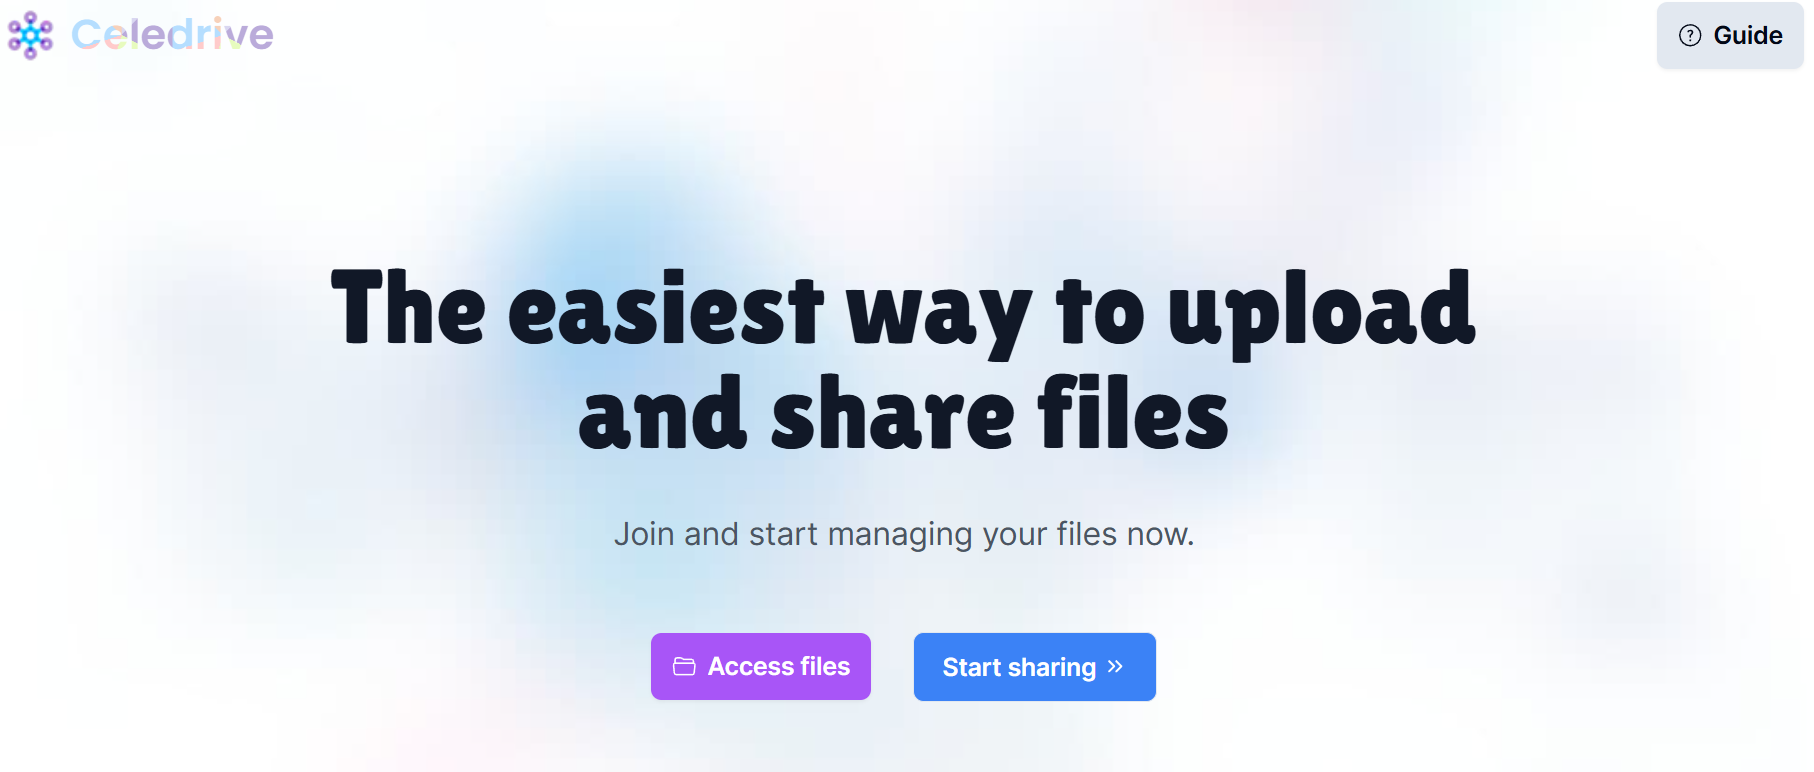 Celedrive
Guide
The easiest way to upload
and share files
Join and start managing your files now.
Access files
Start sharing »